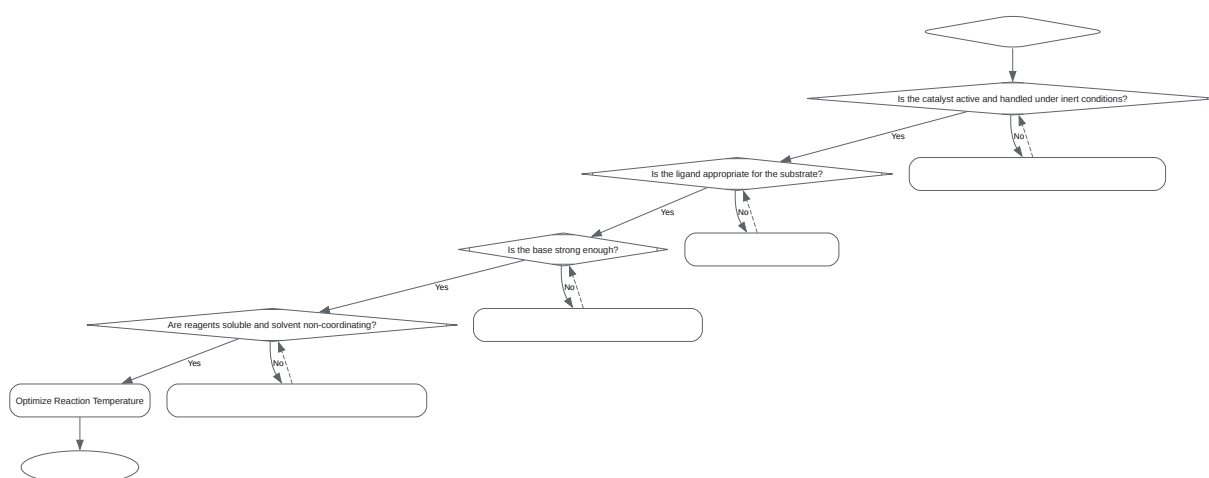 Is the catalyst active and handled under inert conditions?
Yes
No
Is the ligand appropriate for the substrate?
Yes
No
Is the base strong enough?
Yes
No
Are reagents soluble and solvent non-coordinating?
Yes
No
Optimize Reaction Temperature